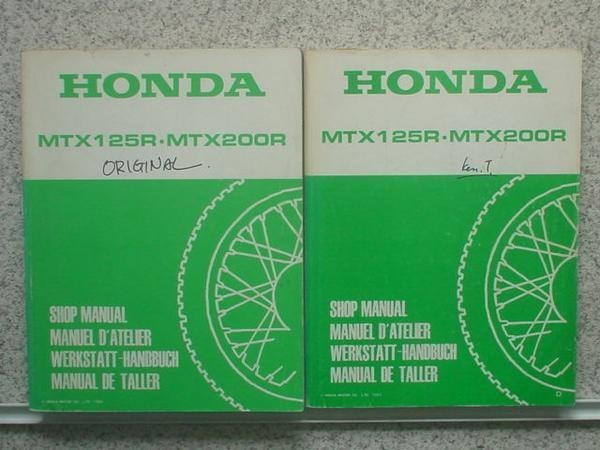 HONDA
MTX125R·MTX200R
ORIGINAL.
SHOP MANUAL
MANUEL D'ATELIER
WERKSTATT-HANDBUCH
MANUAL DE TALLER
HONDA
MTX125R·MTX200R
Ken.T.
SHOP MANUAL
MANUEL D'ATELIER
WERKSTATT-HANDBUCH
MANUAL DE TALLER
D